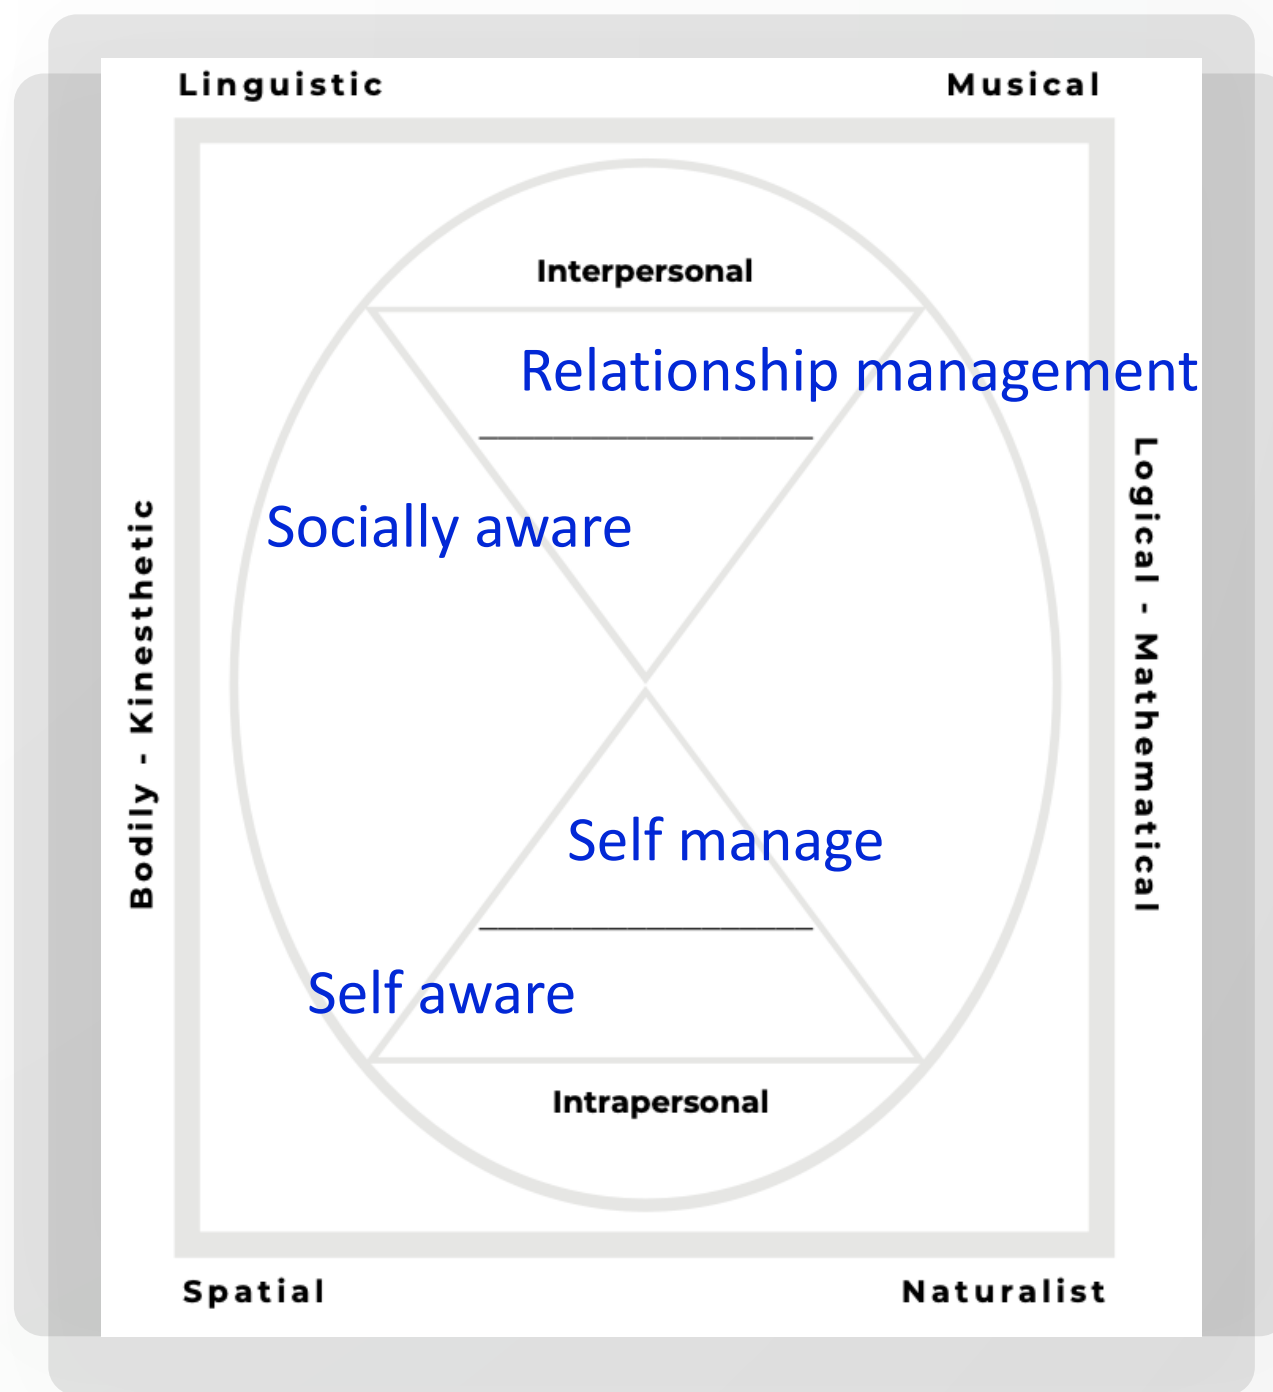 Linguistic
Musical
Interpersonal
Relationship management
Socially aware
Bodily - Kinesthetic
Logical - Mathematical
Self manage
Self aware
Intrapersonal
Spatial
Naturalist